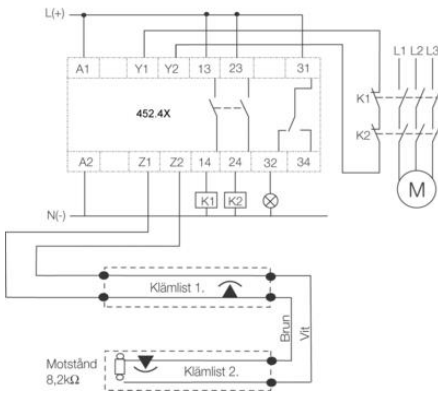 L(+)
A1 Y1 Y2 13 23 31
L1 L2 L3
452.4X
K1
K2
A2 Z1 Z2 14 24 32 34
K1 K2
M
N(-)
Klämlist 1.
Brun
Vit
Motstånd
8,2kΩ
Klämlist 2.